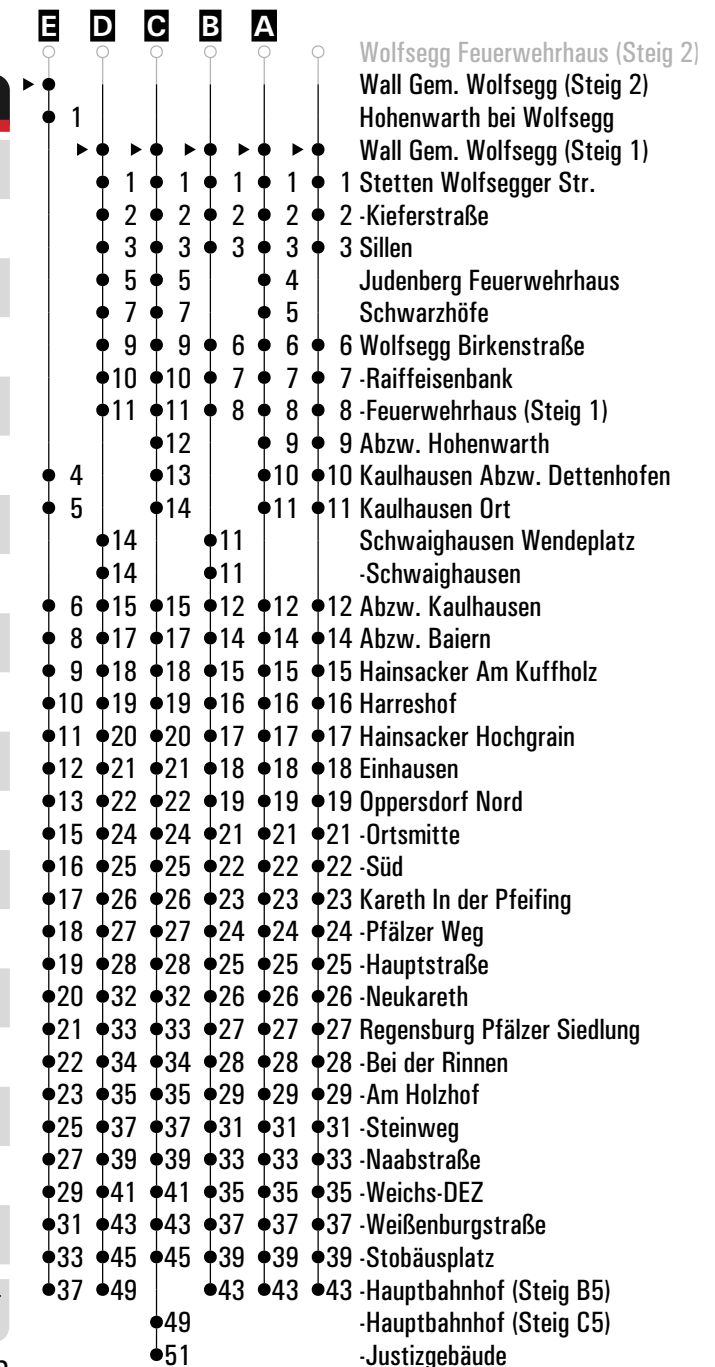 E D C B A
Wolfsegg Feuerwehrhaus (Steig 2)
Wall Gem. Wolfsegg (Steig 2)
1 Hohenwarth bei Wolfsegg
Wall Gem. Wolfsegg (Steig 1)
1 1 1 1 1 Stetten Wolfsegger Str.
2 2 2 2 2 -Kieferstraße
3 3 3 3 3 Sillen
5 5 4 Judenberg Feuerwehrhaus
7 7 5 Schwarzhöfe
9 9 6 6 6 Wolfsegg Birkenstraße
10 10 7 7 7 -Raiffeisenbank
11 11 8 8 8 -Feuerwehrhaus (Steig 1)
12 9 9 Abzw. Hohenwarth
4 13 10 10 Kaulhausen Abzw. Dettenhofen
5 14 11 11 Kaulhausen Ort
14 11 Schwaighausen Wendeplatz
14 11 -Schwaighausen
6 15 15 12 12 12 Abzw. Kaulhausen
8 17 17 14 14 14 Abzw. Baiern
9 18 18 15 15 15 Hainsacker Am Kuffholz
10 19 19 16 16 16 Harreshof
11 20 20 17 17 17 Hainsacker Hochgrain
12 21 21 18 18 18 Einhausen
13 22 22 19 19 19 Oppersdorf Nord
15 24 24 21 21 21 -Ortsmitte
16 25 25 22 22 22 -Süd
17 26 26 23 23 23 Kareth In der Pfeifing
18 27 27 24 24 24 -Pfälzer Weg
19 28 28 25 25 25 -Hauptstraße
20 32 32 26 26 26 -Neukareth
21 33 33 27 27 27 Regensburg Pfälzer Siedlung
22 34 34 28 28 28 -Bei der Rinnen
23 35 35 29 29 29 -Am Holzhof
25 37 37 31 31 31 -Steinweg
27 39 39 33 33 33 -Naabstraße
29 41 41 35 35 35 -Weichs-DEZ
31 43 43 37 37 37 -Weißenburgstraße
33 45 45 39 39 39 -Stobäusplatz
37 49 43 43 43 -Hauptbahnhof (Steig B5)
49 -Hauptbahnhof (Steig C5)
51 -Justizgebäude